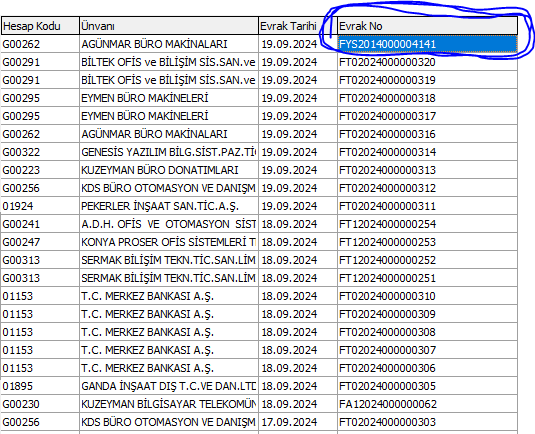 Hesap Kodu Ünvanı Evrak Tarihi Evrak No
G00262 AGÜNMAR BÜRO MAKİNALARI 19.09.2024 FYS2014000004141
G00291 BİLTEK OFİS ve BİLİŞİM SİS.SAN.ve 19.09.2024 FT02024000000320
G00291 BİLTEK OFİS ve BİLİŞİM SİS.SAN.ve 19.09.2024 FT02024000000319
G00295 EYMEN BÜRO MAKİNELERİ 19.09.2024 FT02024000000318
G00295 EYMEN BÜRO MAKİNELERİ 19.09.2024 FT02024000000317
G00262 AGÜNMAR BÜRO MAKİNALARI 19.09.2024 FT02024000000316
G00322 GENESİS YAZILIM BİLG.SİST.PAZ.TİC 19.09.2024 FT02024000000314
G00223 KUZEYMAN BÜRO DONATIMLARI 19.09.2024 FT02024000000313
G00256 KDS BÜRO OTOMASYON VE DANIŞM 19.09.2024 FT02024000000312
01924 PEKERLER İNŞAAT SAN.TİC.A.Ş. 19.09.2024 FT02024000000311
G00241 A.D.H. OFİS VE OTOMASYON SİST 18.09.2024 FT12024000000254
G00247 KONYA PROSER OFİS SİSTEMLERİ T 18.09.2024 FT12024000000253
G00313 SERMAK BİLİŞİM TEKN.TİC.SAN.LİM 18.09.2024 FT12024000000252
G00313 SERMAK BİLİŞİM TEKN.TİC.SAN.LİM 18.09.2024 FT12024000000251
01153 T.C. MERKEZ BANKASI A.Ş. 18.09.2024 FT02024000000310
01153 T.C. MERKEZ BANKASI A.Ş. 18.09.2024 FT02024000000309
01153 T.C. MERKEZ BANKASI A.Ş. 18.09.2024 FT02024000000308
01153 T.C. MERKEZ BANKASI A.Ş. 18.09.2024 FT02024000000307
01153 T.C. MERKEZ BANKASI A.Ş. 18.09.2024 FT02024000000306
01895 GANDA İNŞAAT DIŞ T.C.VE DAN.LTD 18.09.2024 FT02024000000305
G00230 KUZEYMAN BİLGİSAYAR TELEKOMÜN 18.09.2024 FA12024000000062
G00256 KDS BÜRO OTOMASYON VE DANIŞM 17.09.2024 FT02024000000303